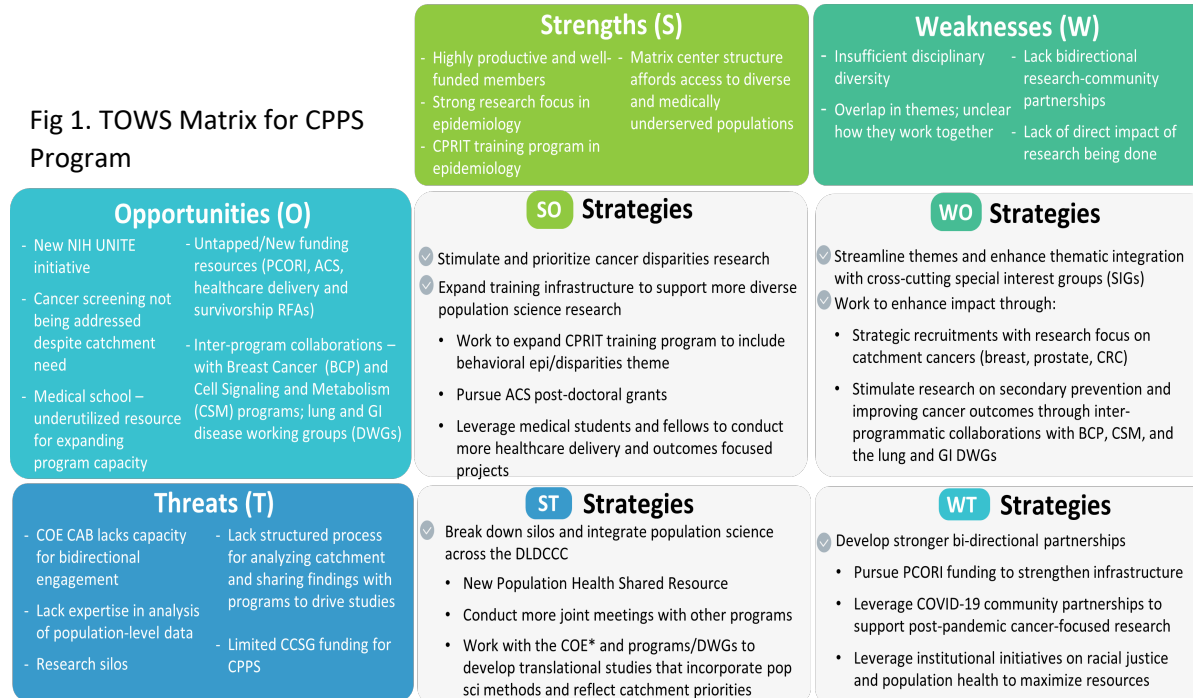 Fig 1. TOWS Matrix for CPPS
Program
Strengths (S)
- Highly productive and well-
funded members
- Strong research focus in
epidemiology
- CPRIT training program in
epidemiology
- Matrix center structure
affords access to diverse
and medically
underserved populations
Weaknesses (W)
- Insufficient disciplinary
diversity
- Overlap in themes; unclear
how they work together
- Lack bidirectional
research-community
partnerships
- Lack of direct impact of
research being done
Opportunities (O)
- New NIH UNITE
initiative
- Cancer screening not
being addressed
despite catchment
need
- Medical school –
underutilized resource
for expanding
program capacity
- Untapped/New funding
resources (PCORI, ACS,
healthcare delivery and
survivorship RFAs)
- Inter-program collaborations –
with Breast Cancer (BCP) and
Cell Signaling and Metabolism
(CSM) programs; lung and GI
disease working groups (DWGs)
SO Strategies
Stimulate and prioritize cancer disparities research
Expand training infrastructure to support more diverse
population science research
• Work to expand CPRIT training program to include
behavioral epi/disparities theme
• Pursue ACS post-doctoral grants
• Leverage medical students and fellows to conduct
more healthcare delivery and outcomes focused
projects
WO Strategies
Streamline themes and enhance thematic integration
with cross-cutting special interest groups (SIGs)
Work to enhance impact through:
• Strategic recruitments with research focus on
catchment cancers (breast, prostate, CRC)
• Stimulate research on secondary prevention and
improving cancer outcomes through inter-
programmatic collaborations with BCP, CSM, and
the lung and GI DWGs
Threats (T)
- COE CAB lacks capacity
for bidirectional
engagement
- Lack expertise in analysis
of population-level data
- Research silos
- Lack structured process
for analyzing catchment
and sharing findings with
programs to drive studies
- Limited CCSG funding for
CPPS
ST Strategies
Break down silos and integrate population science
across the DLDCCC
• New Population Health Shared Resource
• Conduct more joint meetings with other programs
• Work with the COE* and programs/DWGs to
develop translational studies that incorporate pop
sci methods and reflect catchment priorities
WT Strategies
Develop stronger bi-directional partnerships
• Pursue PCORI funding to strengthen infrastructure
• Leverage COVID-19 community partnerships to
support post-pandemic cancer-focused research
• Leverage institutional initiatives on racial justice
and population health to maximize resources